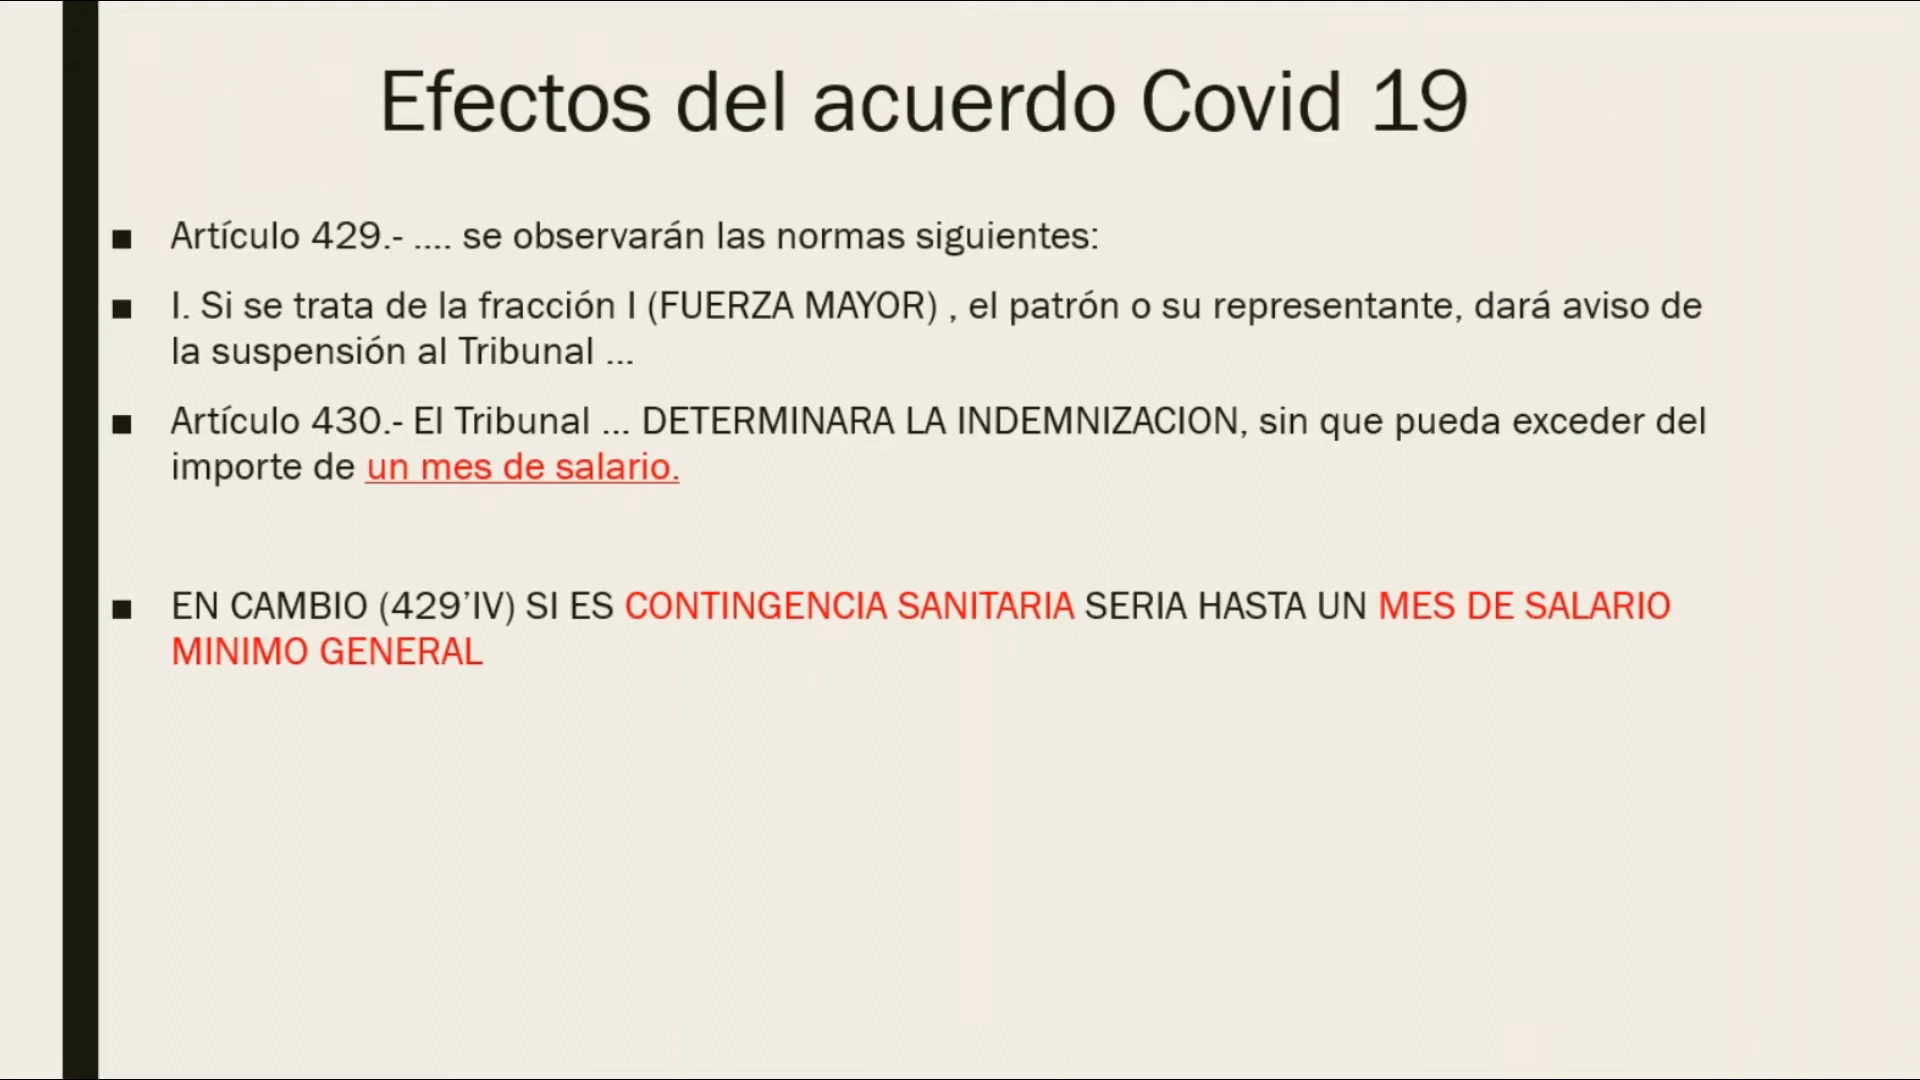 Efectos del acuerdo Covid 19
■ Artículo 429.- .... se observarán las normas siguientes:
■ I. Si se trata de la fracción I (FUERZA MAYOR) , el patrón o su representante, dará aviso de
la suspensión al Tribunal ...
■ Artículo 430.- El Tribunal ... DETERMINARA LA INDEMNIZACION, sin que pueda exceder del
importe de un mes de salario.
■ EN CAMBIO (429’IV) SI ES CONTINGENCIA SANITARIA SERIA HASTA UN MES DE SALARIO
MINIMO GENERAL